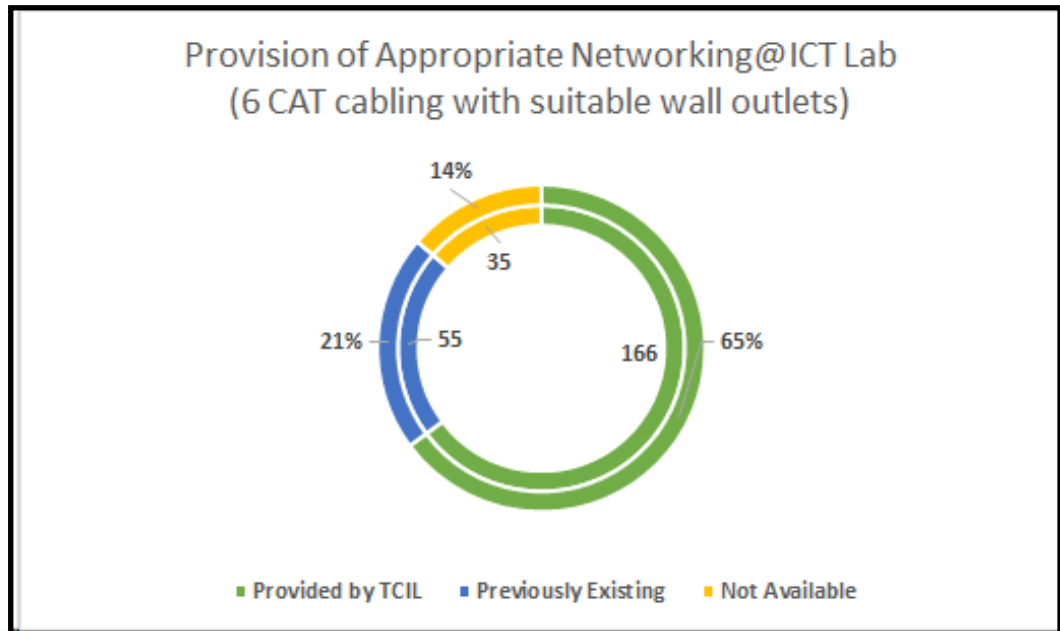 Provision of Appropriate Networking@ICT Lab
(6 CAT cabling with suitable wall outlets)
14%
35
21%
55
166
65%
Provided by TCIL
Previously Existing
Not Available